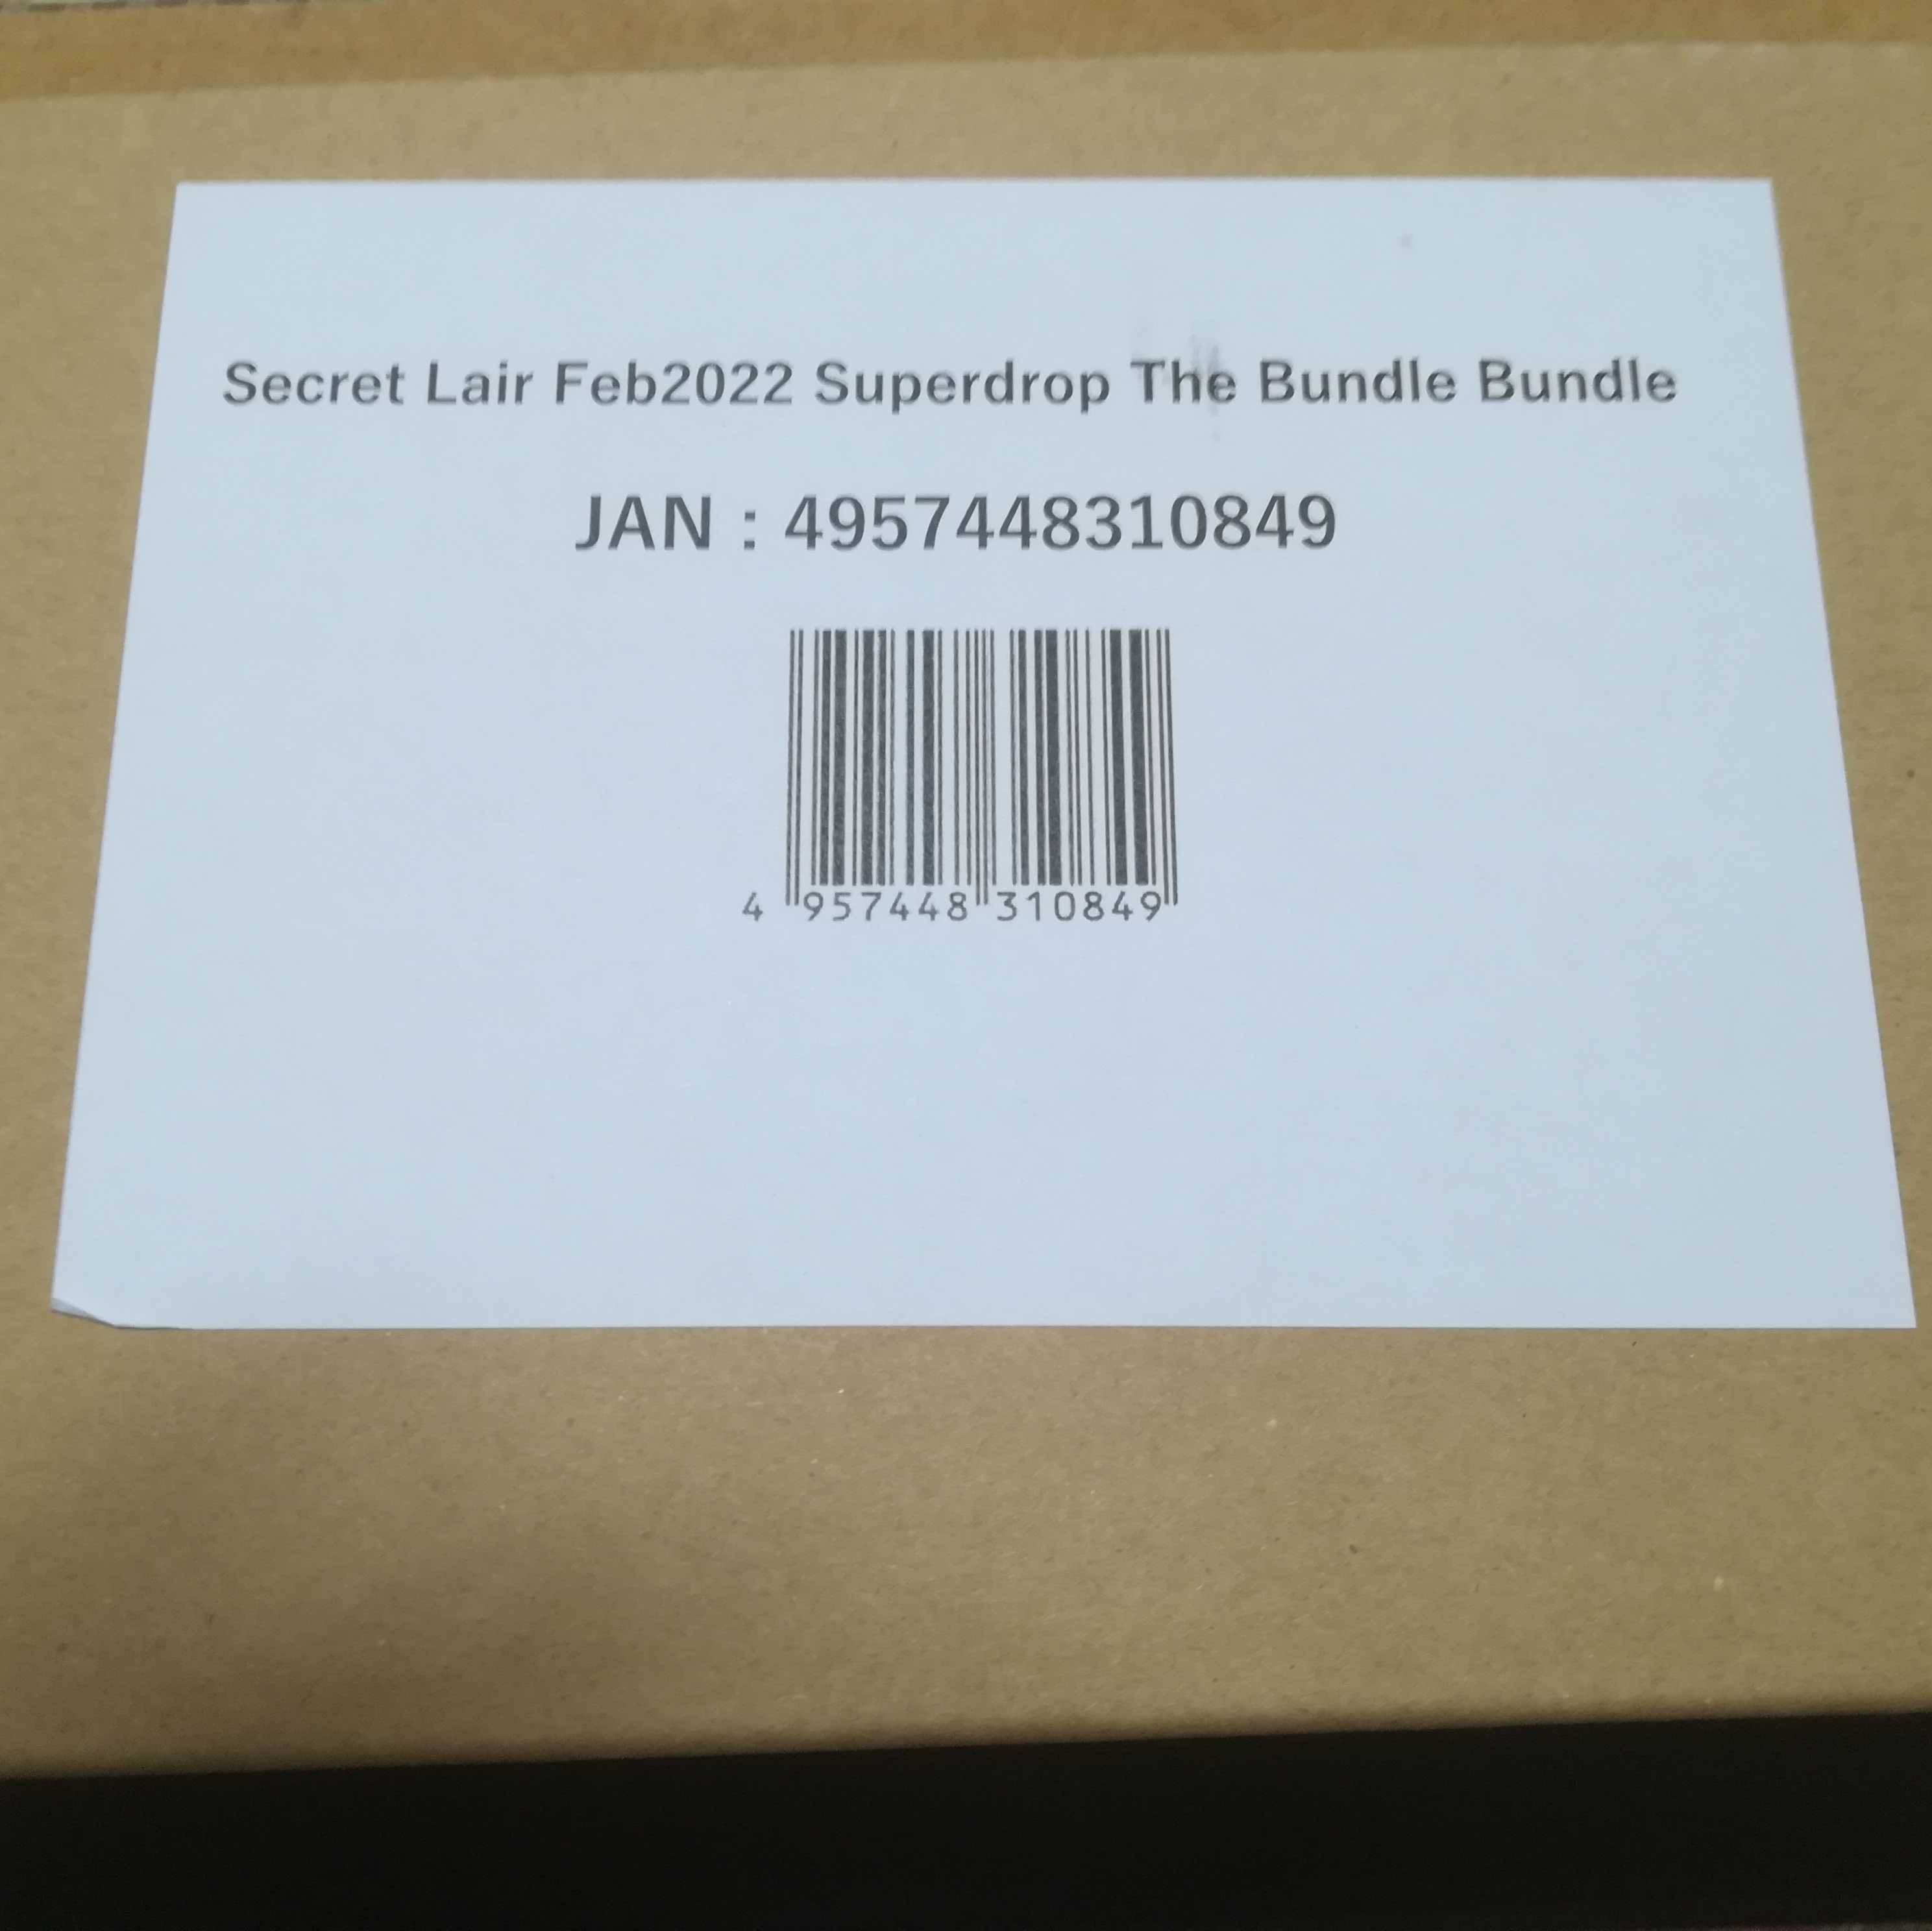 Secret Lair Feb2022 Superdrop The Bundle Bundle
JAN : 4957448310849
4 957448 310849